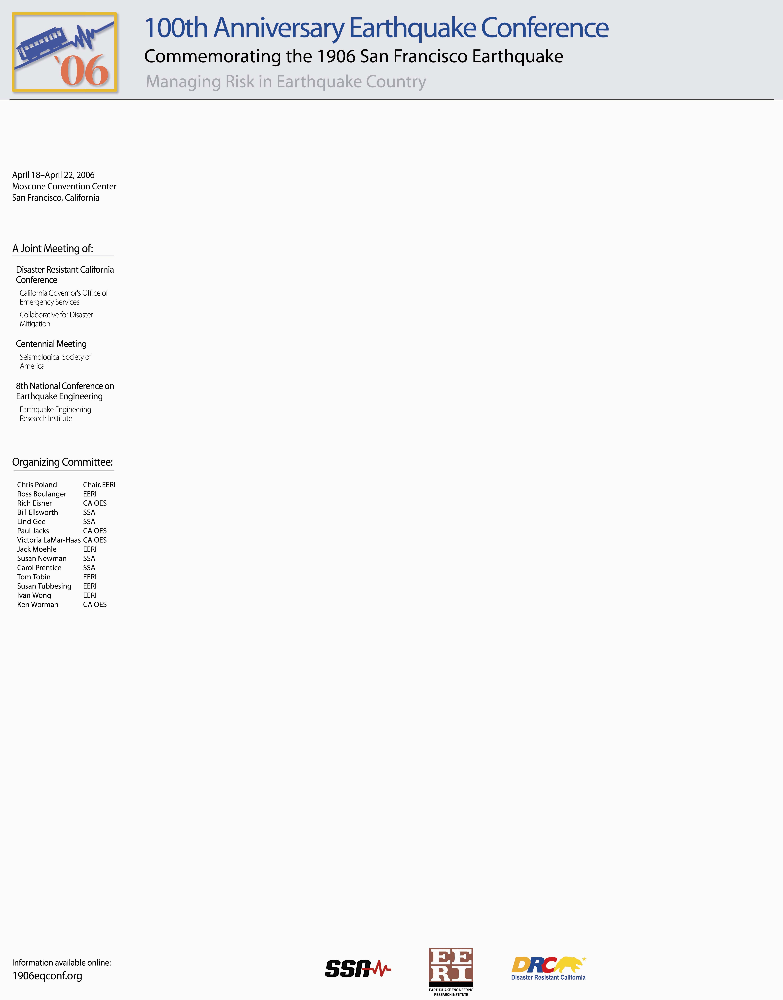 `06
100th Anniversary Earthquake Conference
Commemorating the 1906 San Francisco Earthquake
Managing Risk in Earthquake Country
April 18–April 22, 2006
Moscone Convention Center
San Francisco, California
A Joint Meeting of:
Disaster Resistant California
Conference
California Governor's Office of
Emergency Services
Collaborative for Disaster
Mitigation
Centennial Meeting
Seismological Society of
America
8th National Conference on
Earthquake Engineering
Earthquake Engineering
Research Institute
Organizing Committee:
Chris Poland Chair, EERI
Ross Boulanger EERI
Rich Eisner CA OES
Bill Ellsworth SSA
Lind Gee SSA
Paul Jacks CA OES
Victoria LaMar-Haas CA OES
Jack Moehle EERI
Susan Newman SSA
Carol Prentice SSA
Tom Tobin EERI
Susan Tubbesing EERI
Ivan Wong EERI
Ken Worman CA OES
Information available online:
1906eqconf.org
SSA
EE
RI
EARTHQUAKE ENGINEERING
RESEARCH INSTITUTE
DRC
Disaster Resistant California